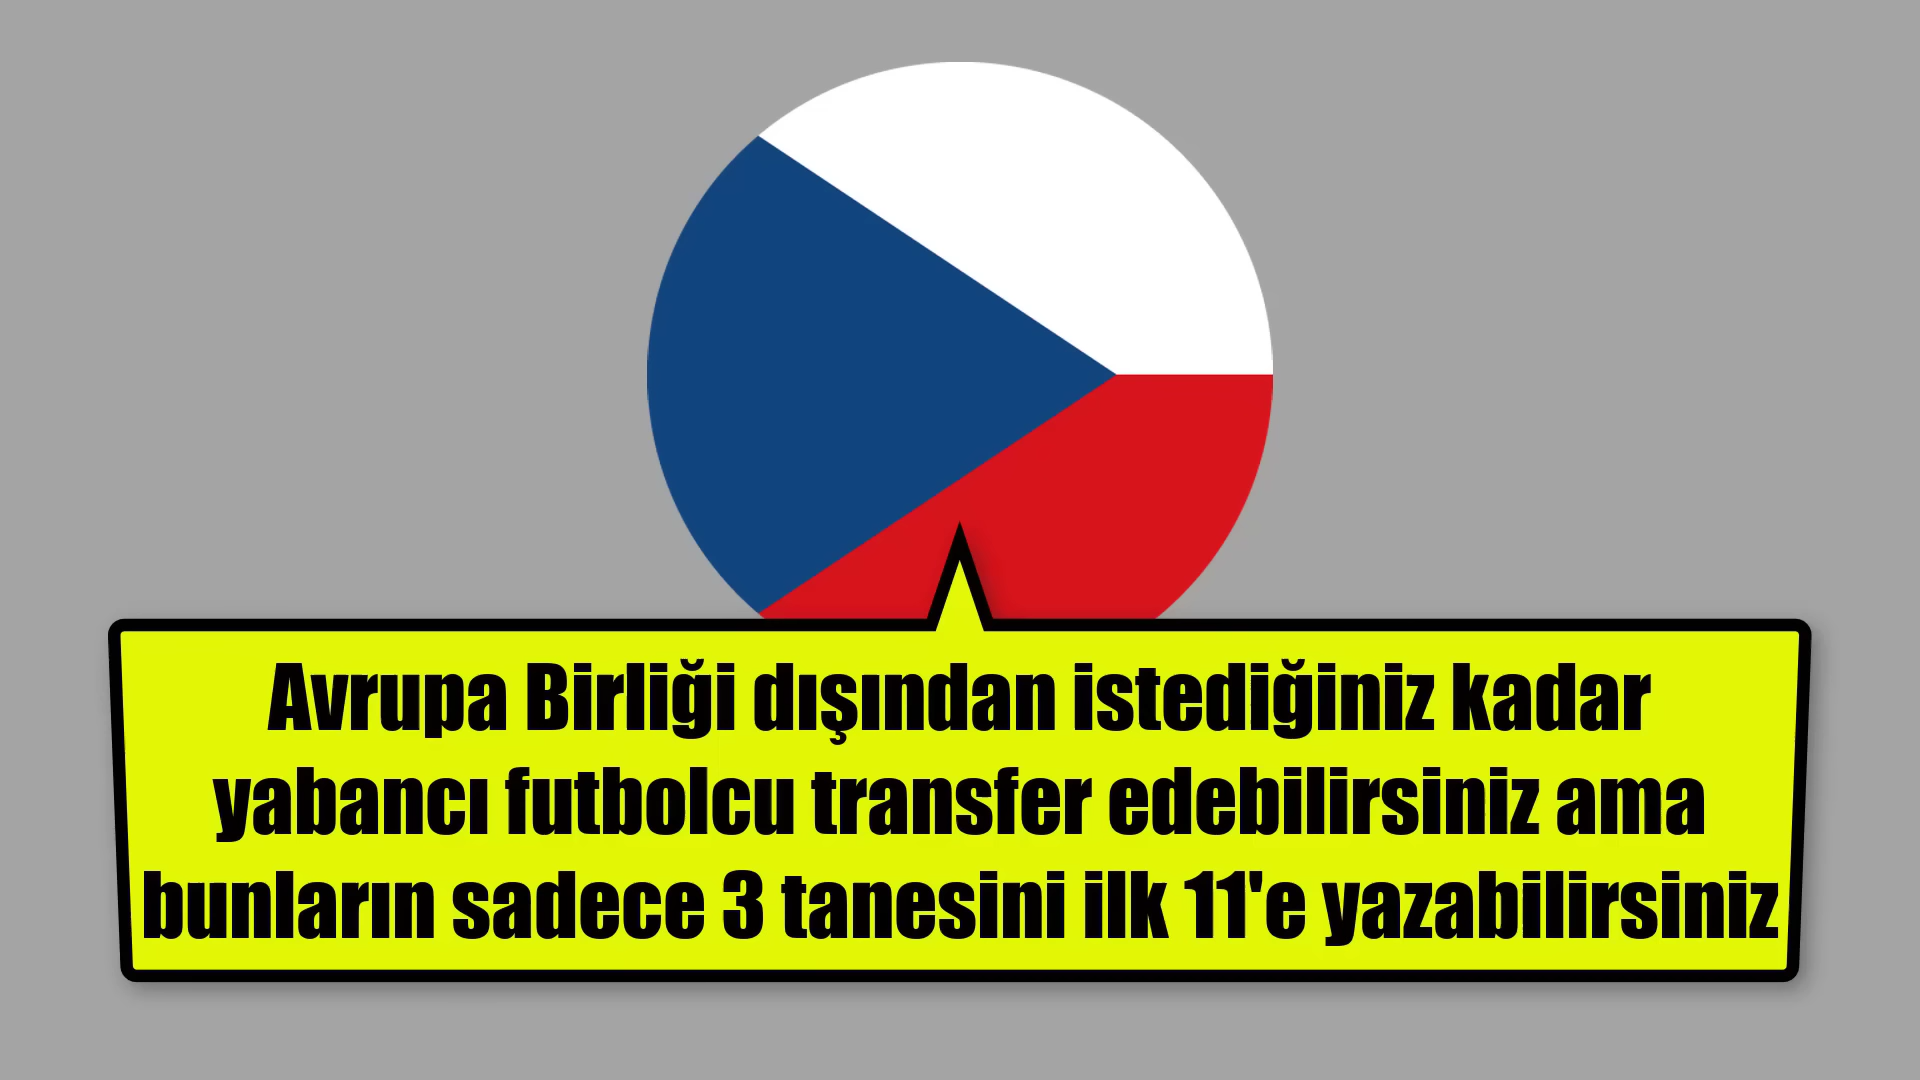 Avrupa Birliği dışından istediğiniz kadar
yabancı futbolcu transfer edebilirsiniz ama
bunların sadece 3 tanesini ilk 11'e yazabilirsiniz